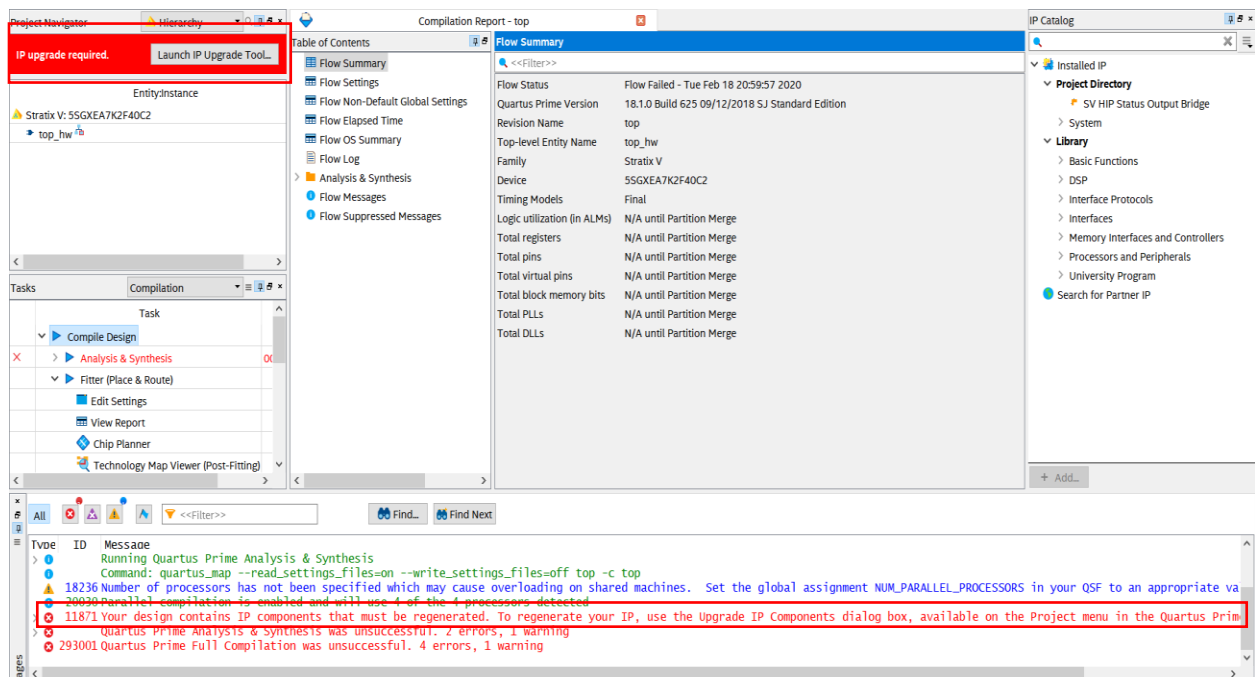 Project Navigator
Hierarchy
IP upgrade required.
Launch IP Upgrade Tool...
Entity:Instance
Stratix V: 5SGXEA7K2F40C2
top_hw
Tasks
Compilation
Task
Compile Design
Analysis & Synthesis
00
Fitter (Place & Route)
Edit Settings
View Report
Chip Planner
Technology Map Viewer (Post-Fitting)
Compilation Report - top
Table of Contents
Flow Summary
Flow Settings
Flow Non-Default Global Settings
Flow Elapsed Time
Flow OS Summary
Flow Log
Analysis & Synthesis
Flow Messages
Flow Suppressed Messages
Flow Summary
<<Filter>>
Flow Status Flow Failed - Tue Feb 18 20:59:57 2020
Quartus Prime Version 18.1.0 Build 625 09/12/2018 SJ Standard Edition
Revision Name top
Top-level Entity Name top_hw
Family Stratix V
Device 5SGXEA7K2F40C2
Timing Models Final
Logic utilization (in ALMs) N/A until Partition Merge
Total registers N/A until Partition Merge
Total pins N/A until Partition Merge
Total virtual pins N/A until Partition Merge
Total block memory bits N/A until Partition Merge
Total PLLs N/A until Partition Merge
Total DLLs N/A until Partition Merge
IP Catalog
Installed IP
Project Directory
SV HIP Status Output Bridge
System
Library
Basic Functions
DSP
Interface Protocols
Interfaces
Memory Interfaces and Controllers
Processors and Peripherals
University Program
Search for Partner IP
+ Add...
All
<<Filter>>
Find...
Find Next
Type ID Message
Running Quartus Prime Analysis & Synthesis
Command: quartus_map --read_settings_files=on --write_settings_files=off top -c top
18236 Number of processors has not been specified which may cause overloading on shared machines. Set the global assignment NUM_PARALLEL_PROCESSORS in your QSF to an appropriate va
20030 Parallel compilation is enabled and will use 4 of the 4 processors detected
11871 Your design contains IP components that must be regenerated. To regenerate your IP, use the Upgrade IP Components dialog box, available on the Project menu in the Quartus Prime
Quartus Prime Analysis & Synthesis was unsuccessful. 2 errors, 1 warning
293001 Quartus Prime Full Compilation was unsuccessful. 4 errors, 1 warning